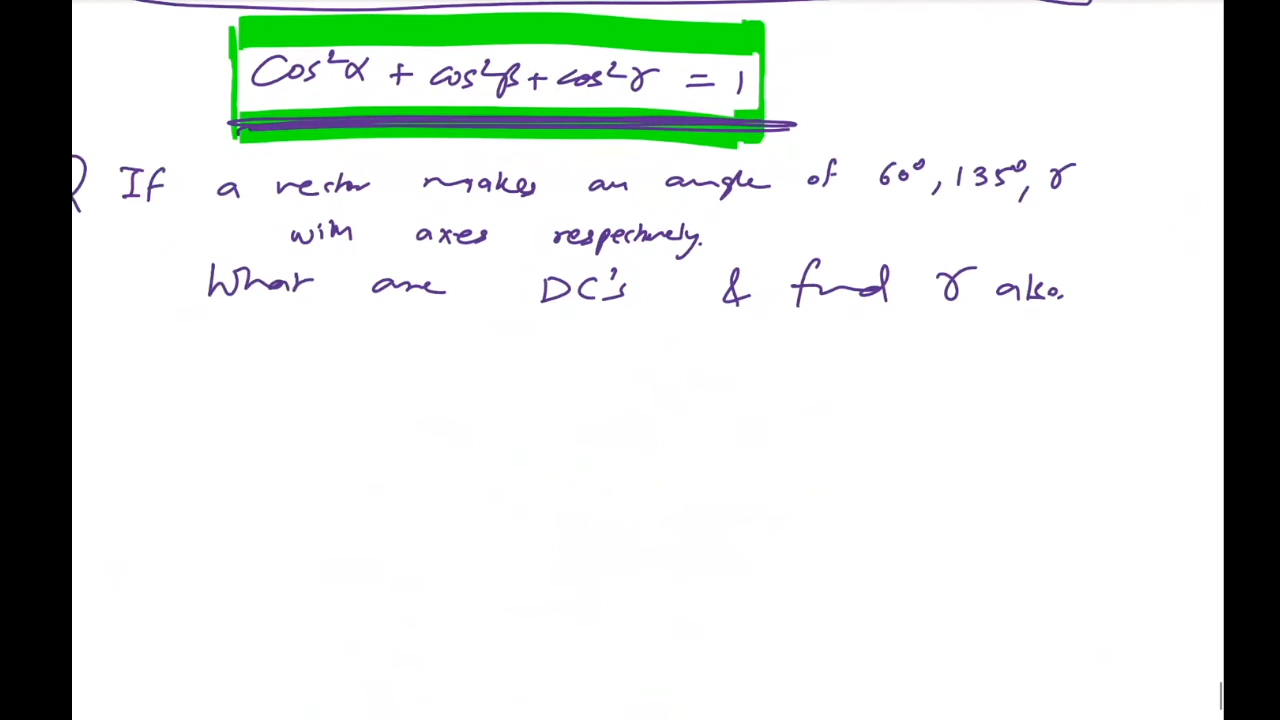 Cos²α + cos²β + cos²γ = 1
Q If a vector makes an angle of 60°, 135°, γ
with axes respectively.
What are DC's & find γ also.